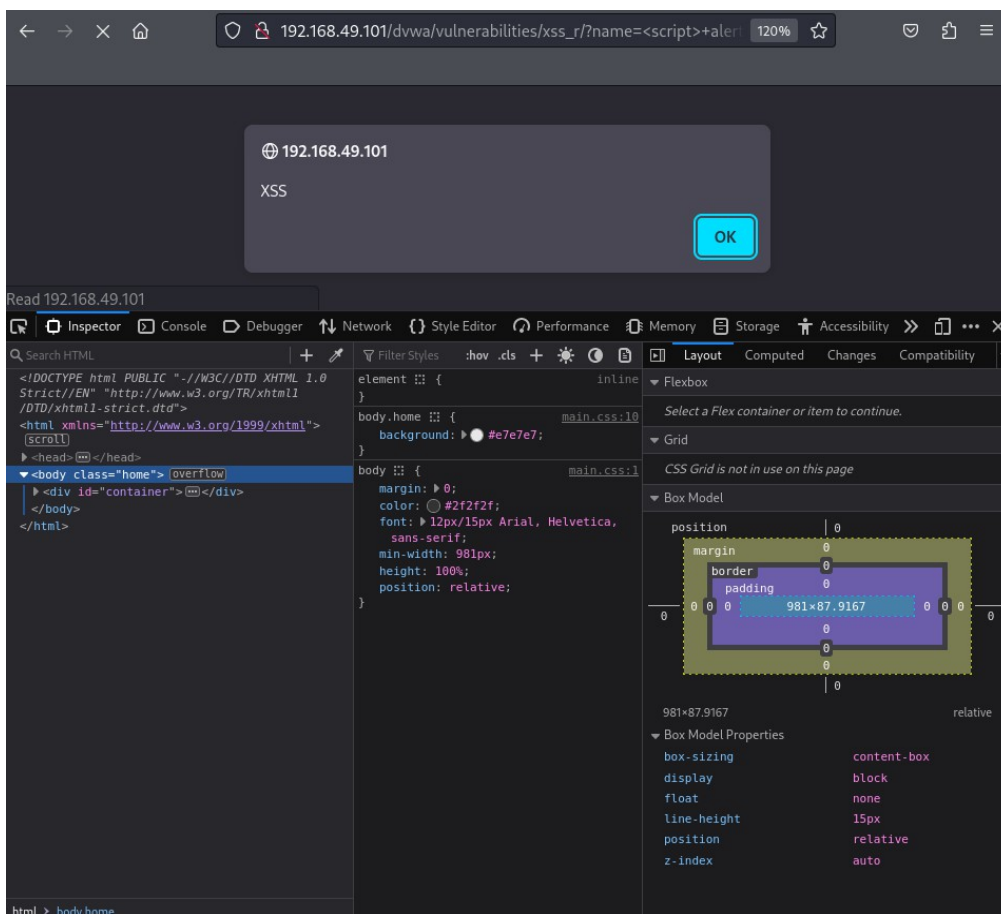 192.168.49.101/dvwa/vulnerabilities/xss_r/?name=<script>+aler 120%
192.168.49.101
XSS
OK
Read 192.168.49.101
Inspector Console Debugger Network Style Editor Performance Memory Storage Accessibility
Search HTML
<!DOCTYPE html PUBLIC "-//W3C//DTD XHTML 1.0
Strict//EN" "http://www.w3.org/TR/xhtml1
/DTD/xhtml1-strict.dtd">
<html xmlns="http://www.w3.org/1999/xhtml">
scroll
<head></head>
<body class="home"> overflow
<div id="container"></div>
</body>
</html>
html > body.home
Filter Styles :hov .cls +
element { inline
}
body.home { main.css:10
background: #e7e7e7;
}
body { main.css:1
margin: 0;
color: #2f2f2f;
font: 12px/15px Arial, Helvetica,
sans-serif;
min-width: 981px;
height: 100%;
position: relative;
}
Layout Computed Changes Compatibility
Flexbox
Select a Flex container or item to continue.
Grid
CSS Grid is not in use on this page
Box Model
position 0
margin 0
border 0
padding 0
0 0 0 0 981×87.9167 0 0 0 0
0
0
0
0
981×87.9167 relative
Box Model Properties
box-sizing content-box
display block
float none
line-height 15px
position relative
z-index auto